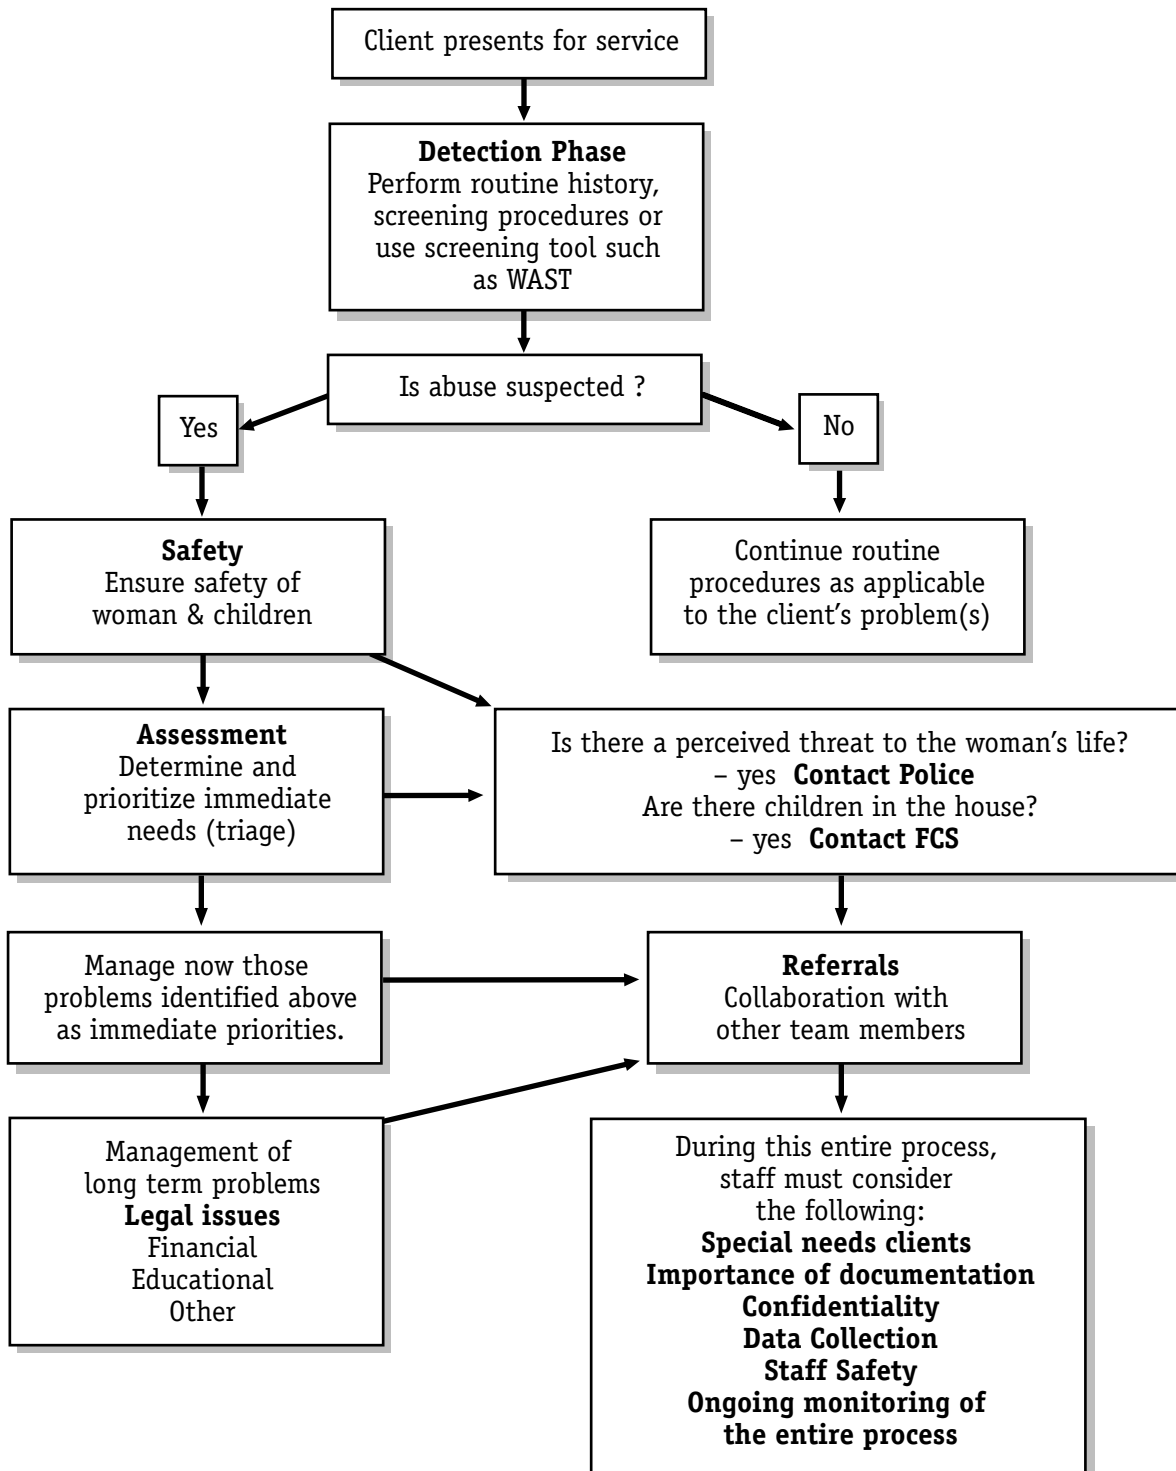 Client presents for service
Detection Phase
Perform routine history,
screening procedures or
use screening tool such
as WAST
Is abuse suspected ?
Yes
No
Safety
Ensure safety of
woman & children
Continue routine
procedures as applicable
to the client’s problem(s)
Assessment
Determine and
prioritize immediate
needs (triage)
Is there a perceived threat to the woman’s life?
– yes Contact Police
Are there children in the house?
– yes Contact FCS
Manage now those
problems identified above
as immediate priorities.
Referrals
Collaboration with
other team members
Management of
long term problems
Legal issues
Financial
Educational
Other
During this entire process,
staff must consider
the following:
Special needs clients
Importance of documentation
Confidentiality
Data Collection
Staff Safety
Ongoing monitoring of
the entire process